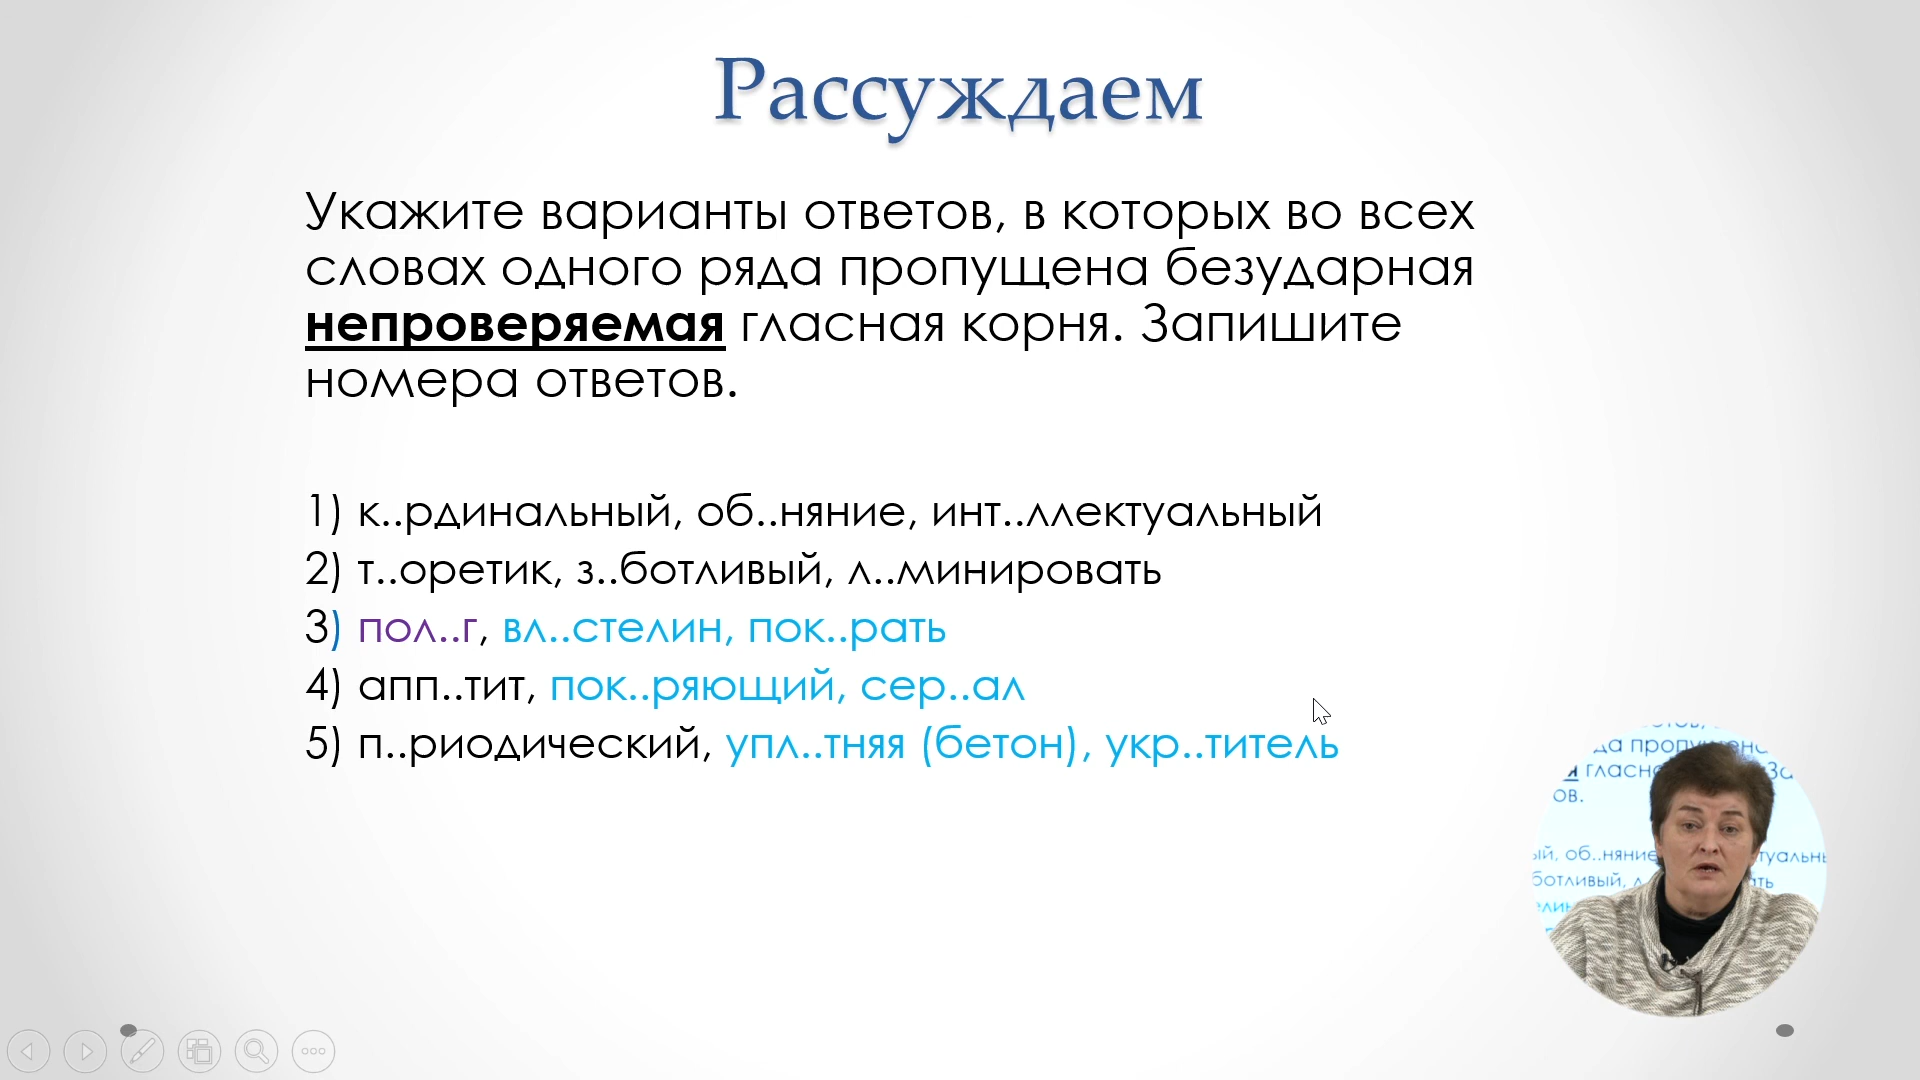 Рассуждаем
Укажите варианты ответов, в которых во всех
словах одного ряда пропущена безударная
непроверяемая гласная корня. Запишите
номера ответов.
1) к..рдинальный, об..няние, инт..ллектуальный
2) т..оретик, з..ботливый, л..минировать
3) пол..г, вл..стелин, пок..рать
4) апп..тит, пок..ряющий, сер..ал
5) п..риодический, упл..тняя (бетон), укр..титель